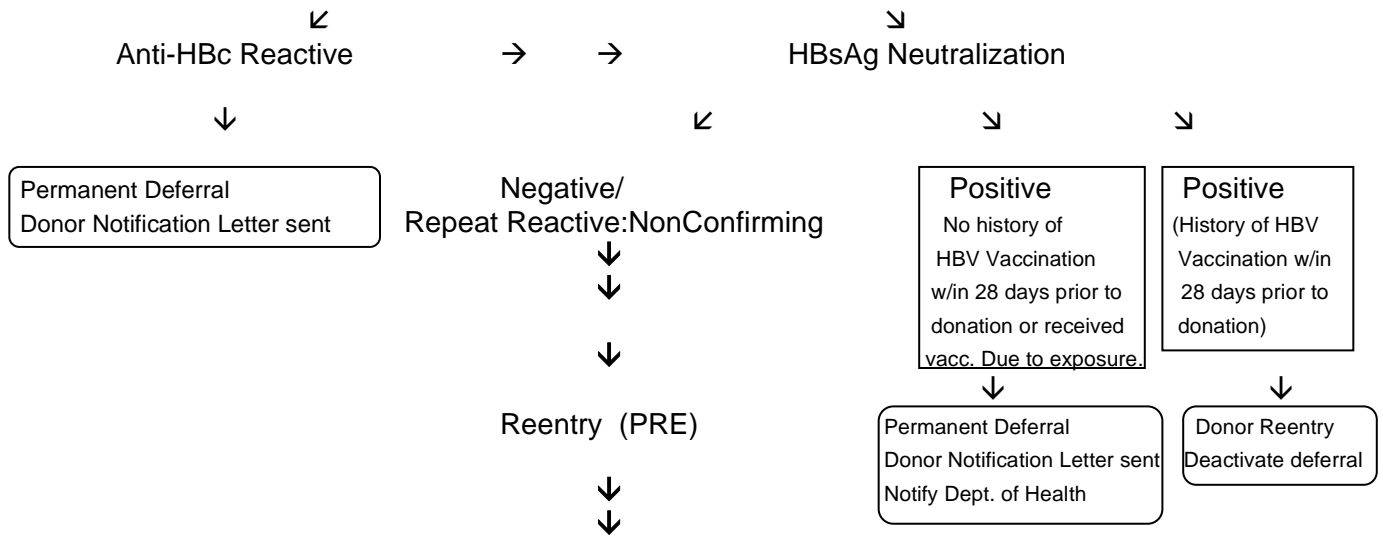 ↙ ↘
Anti-HBc Reactive → → HBsAg Neutralization
↓ ↙ ↘ ↘
Permanent Deferral
Donor Notification Letter sent
Negative/
Repeat Reactive:NonConfirming
↓
↓
↓
Reentry (PRE)
↓
↓
Positive
No history of
HBV Vaccination
w/in 28 days prior to
donation or received
vacc. Due to exposure.
↓
Permanent Deferral
Donor Notification Letter sent
Notify Dept. of Health
Positive
(History of HBV
Vaccination w/in
28 days prior to
donation)
↓
Donor Reentry
Deactivate deferral